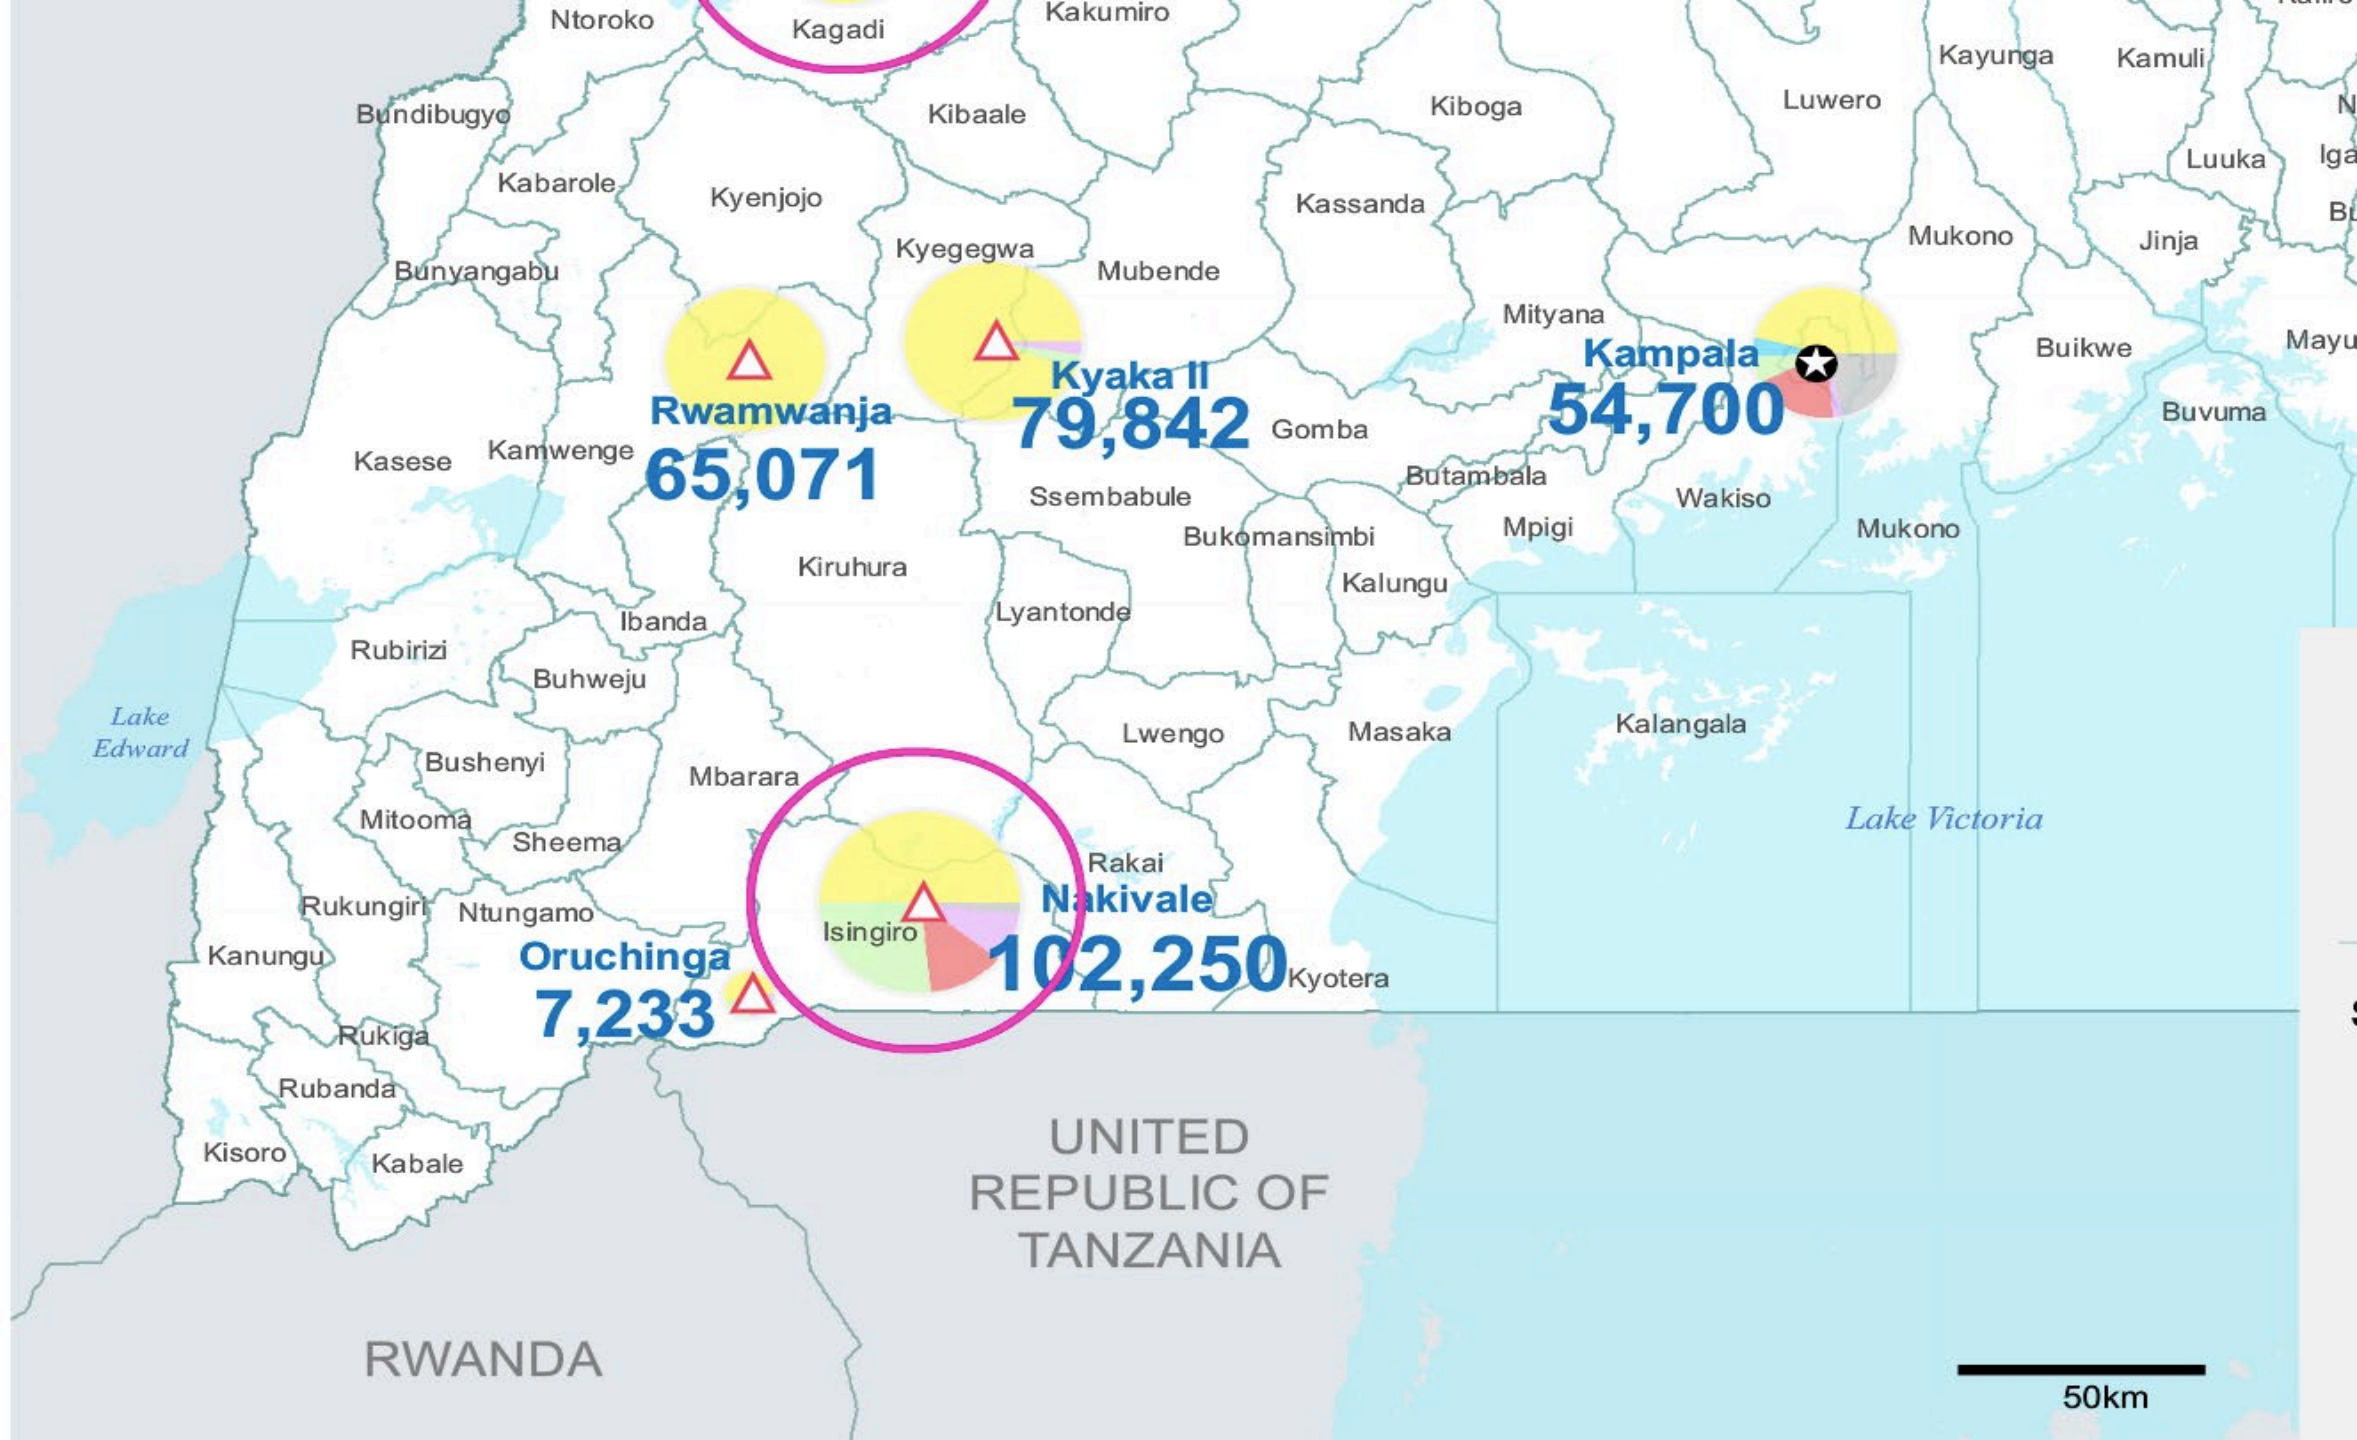 Ntoroko
Kagadi
Kakumiro
Kayunga
Kamuli
Bundibugyo
Kibaale
Kiboga
Luwero
Luuka
Kabarole
Kyenjojo
Kassanda
Kyegegwa
Mukono
Jinja
Bunyangabu
Mubende
Mityana
Kampala
54,700
Buikwe
Kyaka II
79,842
Rwamwanja
65,071
Gomba
Buvuma
Kasese
Kamwenge
Ssembabule
Butambala
Wakiso
Bukomansimbi
Mpigi
Mukono
Kiruhura
Kalungu
Ibanda
Lyantonde
Rubirizi
Buhweju
Lake
Edward
Lwengo
Masaka
Kalangala
Bushenyi
Mbarara
Mitooma
Sheema
Lake Victoria
Rakai
Nakivale
102,250
Rukungiri
Ntungamo
Isingiro
Kanungu
Oruchinga
7,233
Kyotera
Rukiga
Rubanda
Kisoro
Kabale
UNITED
REPUBLIC OF
TANZANIA
RWANDA
50km